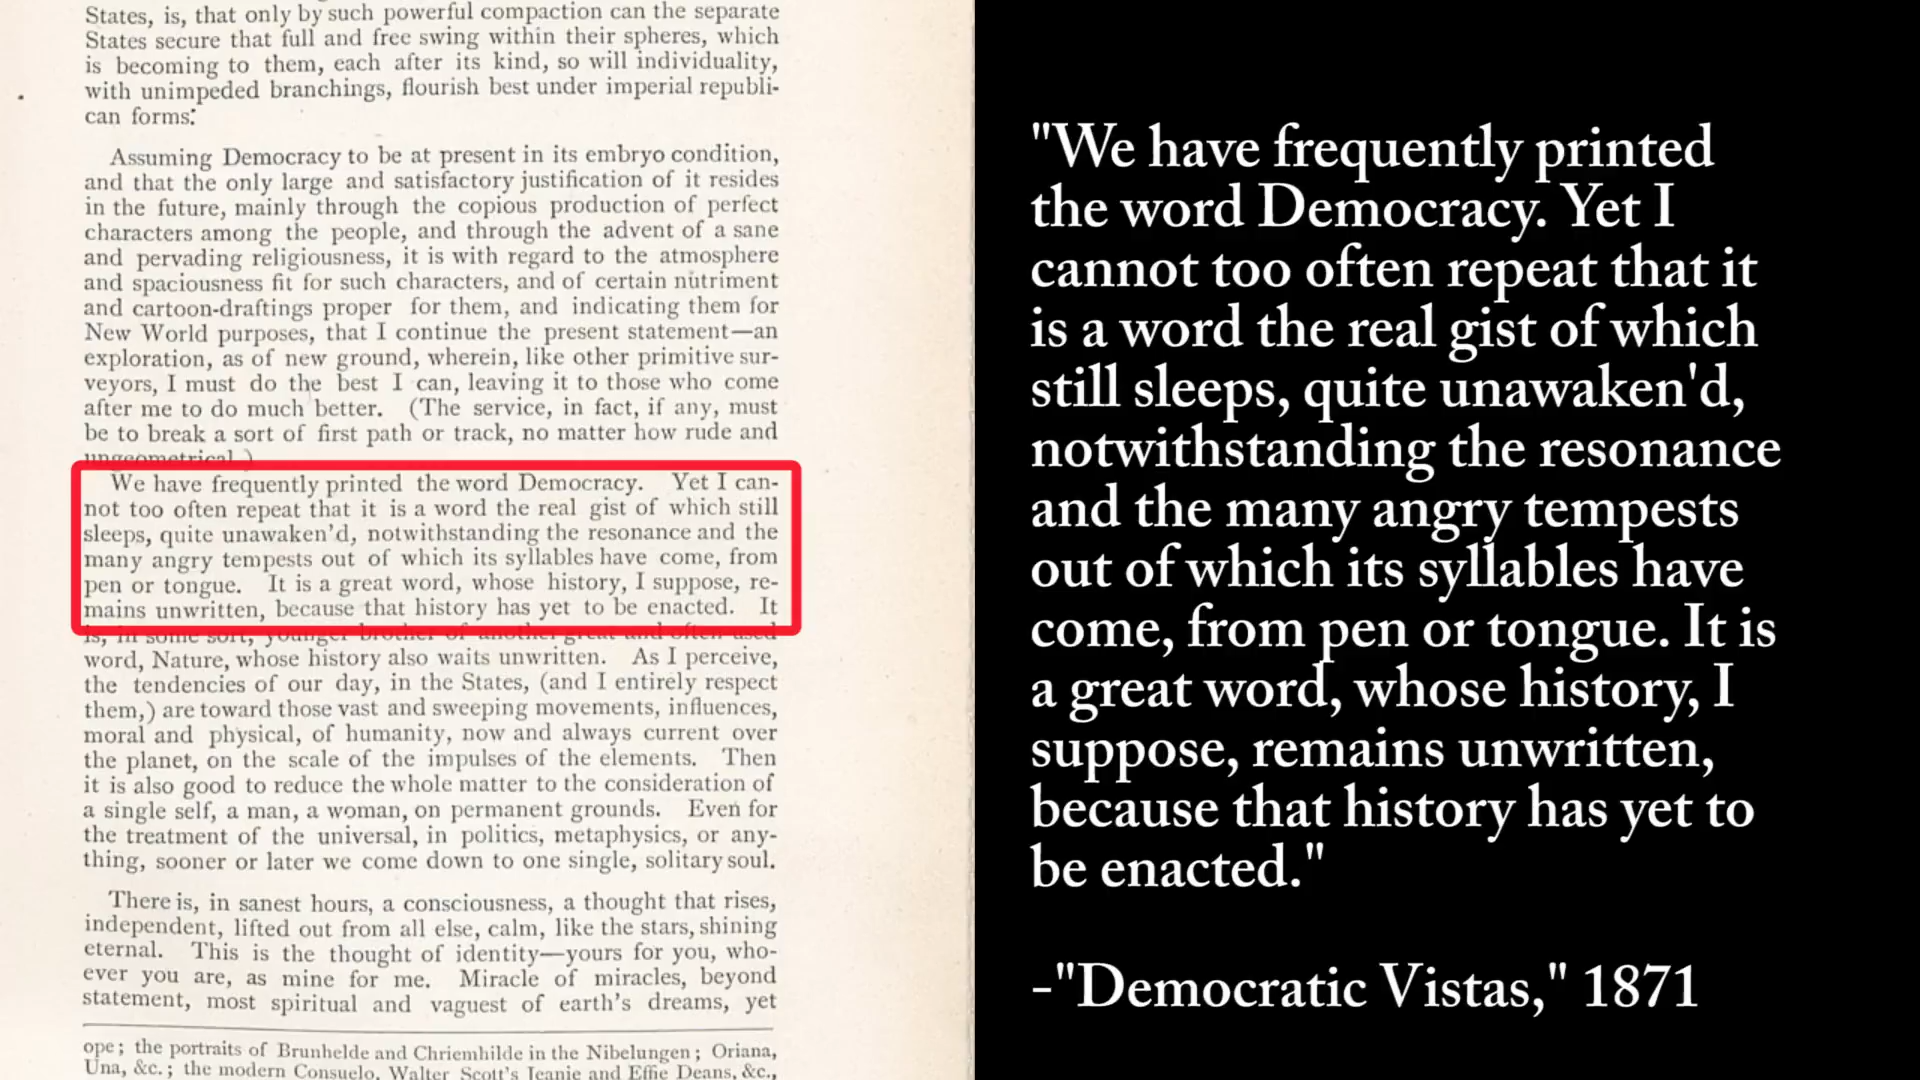 States, is, that only by such powerful compaction can the separate
States secure that full and free swing within their spheres, which
is becoming to them, each after its kind, so will individuality,
with unimpeded branchings, flourish best under imperial republi-
can forms:
Assuming Democracy to be at present in its embryo condition,
and that the only large and satisfactory justification of it resides
in the future, mainly through the copious production of perfect
characters among the people, and through the advent of a sane
and pervading religiousness, it is with regard to the atmosphere
and spaciousness fit for such characters, and of certain nutriment
and cartoon-draftings proper for them, and indicating them for
New World purposes, that I continue the present statement—an
exploration, as of new ground, wherein, like other primitive sur-
veyors, I must do the best I can, leaving it to those who come
after me to do much better. (The service, in fact, if any, must
be to break a sort of first path or track, no matter how rude and
ungeometrical.)
We have frequently printed the word Democracy. Yet I can-
not too often repeat that it is a word the real gist of which still
sleeps, quite unawaken'd, notwithstanding the resonance and the
many angry tempests out of which its syllables have come, from
pen or tongue. It is a great word, whose history, I suppose, re-
mains unwritten, because that history has yet to be enacted. It
is, in some sort, younger brother of another great and often used
word, Nature, whose history also waits unwritten. As I perceive,
the tendencies of our day, in the States, (and I entirely respect
them,) are toward those vast and sweeping movements, influences,
moral and physical, of humanity, now and always current over
the planet, on the scale of the impulses of the elements. Then
it is also good to reduce the whole matter to the consideration of
a single self, a man, a woman, on permanent grounds. Even for
the treatment of the universal, in politics, metaphysics, or any-
thing, sooner or later we come down to one single, solitary soul.
There is, in sanest hours, a consciousness, a thought that rises,
independent, lifted out from all else, calm, like the stars, shining
eternal. This is the thought of identity—yours for you, who-
ever you are, as mine for me. Miracle of miracles, beyond
statement, most spiritual and vaguest of earth's dreams, yet
ope; the portraits of Brunhelde and Chriemhilde in the Nibelungen; Oriana,
Una, &c.; the modern Consuelo, Walter Scott's Jeanie and Effie Deans, &c.,
"We have frequently printed
the word Democracy. Yet I
cannot too often repeat that it
is a word the real gist of which
still sleeps, quite unawaken'd,
notwithstanding the resonance
and the many angry tempests
out of which its syllables have
come, from pen or tongue. It is
a great word, whose history, I
suppose, remains unwritten,
because that history has yet to
be enacted."
-"Democratic Vistas," 1871